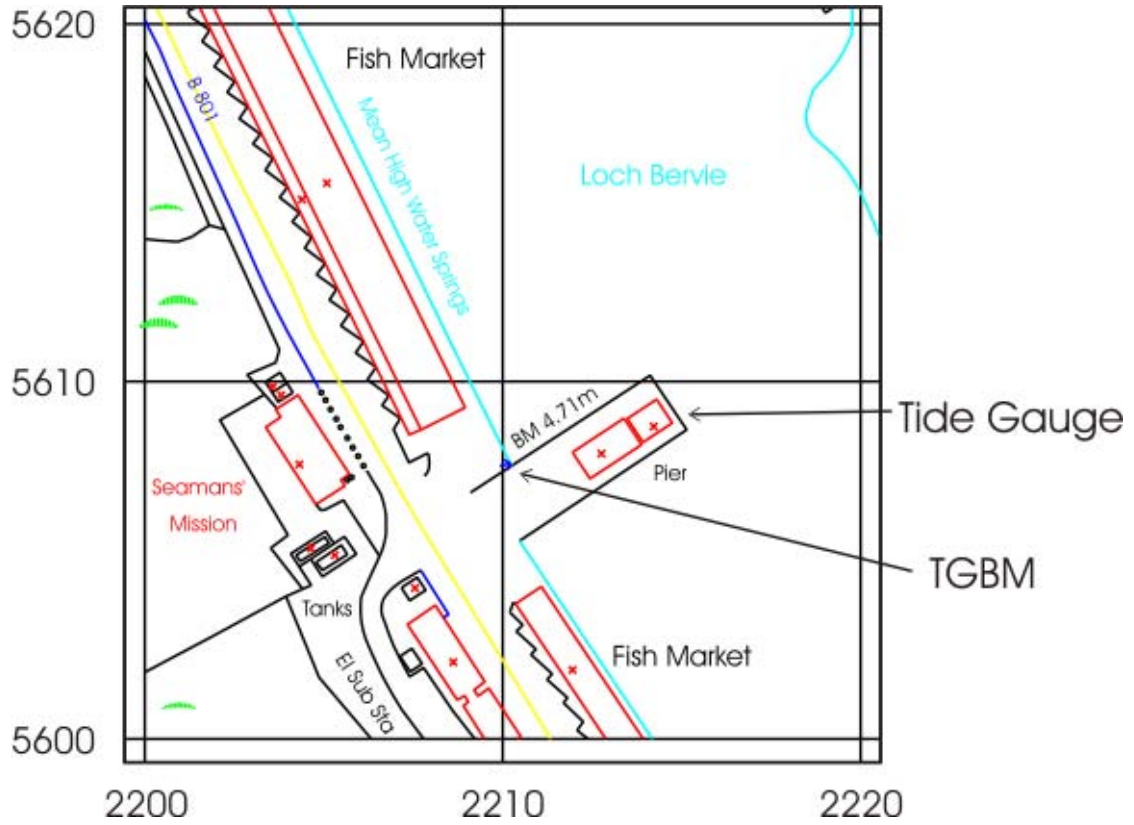 5620
Fish Market
B 801
Mean High Water Springs
Loch Bervie
5610
BM 4.71m
Tide Gauge
Pier
Seamans'
Mission
TGBM
Tanks
Fish Market
El Sub Sta
5600
2200
2210
2220